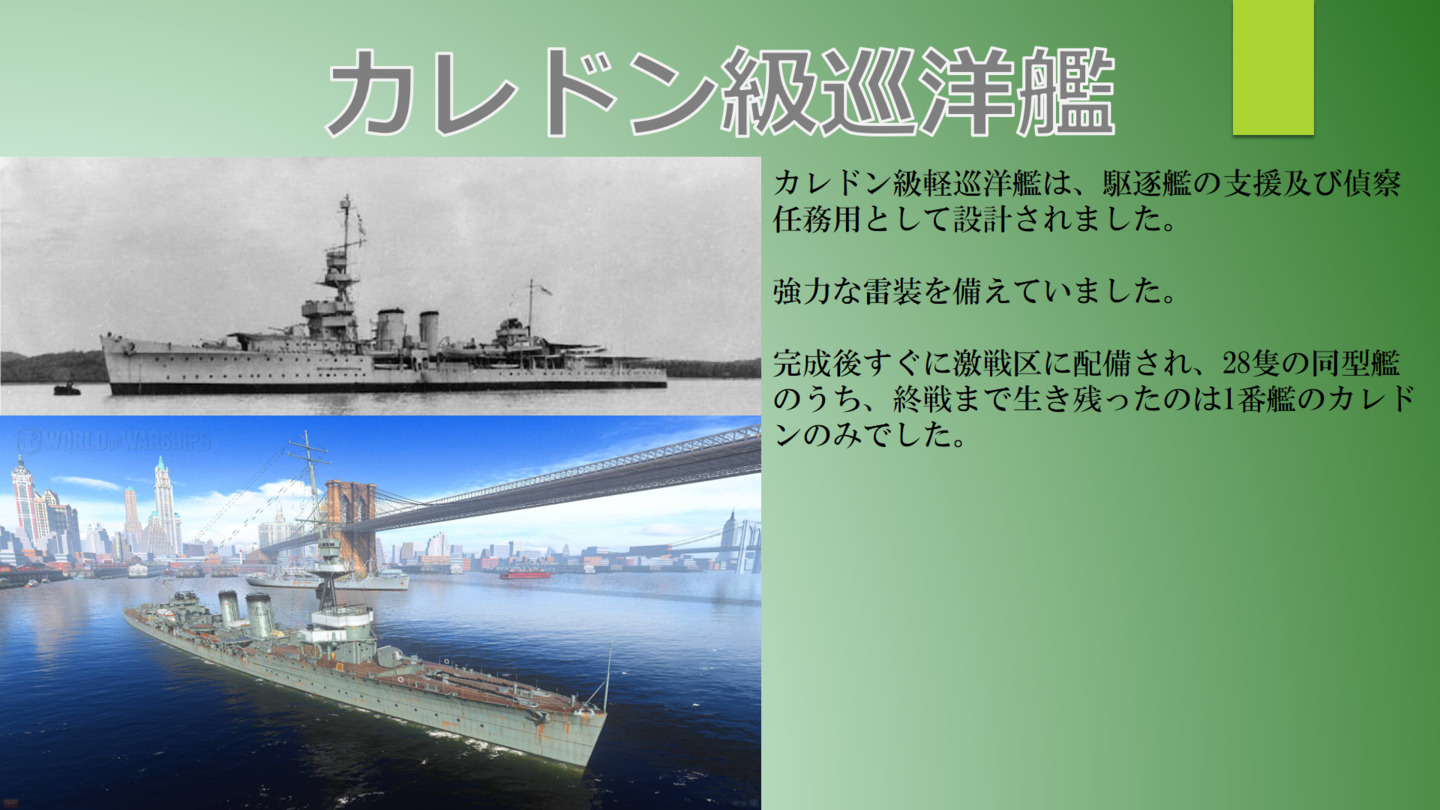 カレドン級巡洋艦
カレドン級軽巡洋艦は、駆逐艦の支援及び偵察
任務用として設計されました。
強力な雷装を備えていました。
完成後すぐに激戦区に配備され、28隻の同型艦
のうち、終戦まで生き残ったのは1番艦のカレド
ンのみでした。
WORLD of WARSHIPS